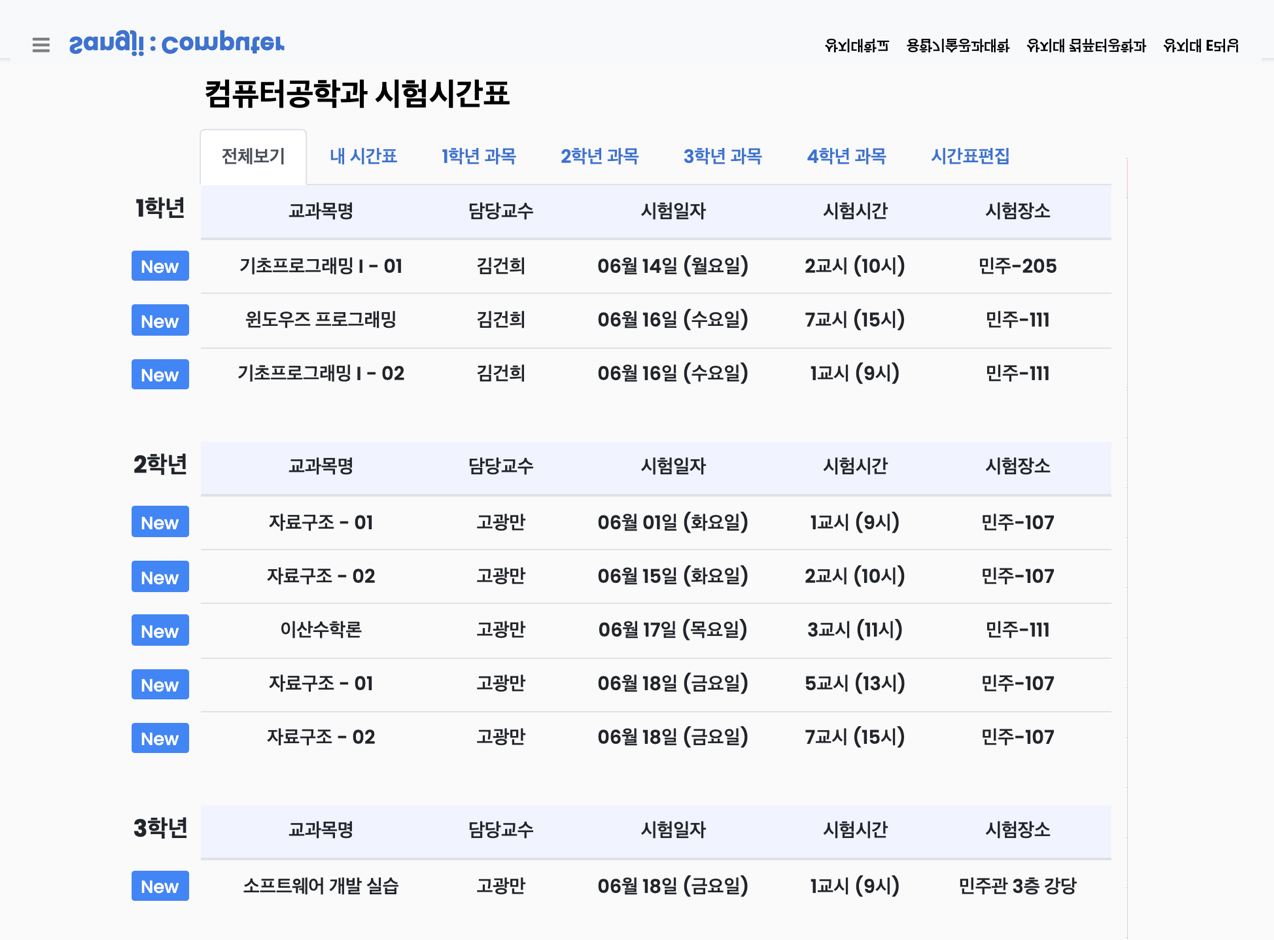 Sangji : Computer
상지대학교 융합기술공과대학 상지대 컴퓨터공학과 상지대 E러닝
컴퓨터공학과 시험시간표
전체보기 내 시간표 1학년 과목 2학년 과목 3학년 과목 4학년 과목 시간표편집
1학년 교과목명 담당교수 시험일자 시험시간 시험장소
New 기초프로그래밍 I - 01 김건희 06월 14일 (월요일) 2교시 (10시) 민주-205
New 윈도우즈 프로그래밍 김건희 06월 16일 (수요일) 7교시 (15시) 민주-111
New 기초프로그래밍 I - 02 김건희 06월 16일 (수요일) 1교시 (9시) 민주-111
2학년 교과목명 담당교수 시험일자 시험시간 시험장소
New 자료구조 - 01 고광만 06월 01일 (화요일) 1교시 (9시) 민주-107
New 자료구조 - 02 고광만 06월 15일 (화요일) 2교시 (10시) 민주-107
New 이산수학론 고광만 06월 17일 (목요일) 3교시 (11시) 민주-111
New 자료구조 - 01 고광만 06월 18일 (금요일) 5교시 (13시) 민주-107
New 자료구조 - 02 고광만 06월 18일 (금요일) 7교시 (15시) 민주-107
3학년 교과목명 담당교수 시험일자 시험시간 시험장소
New 소프트웨어 개발 실습 고광만 06월 18일 (금요일) 1교시 (9시) 민주관 3층 강당